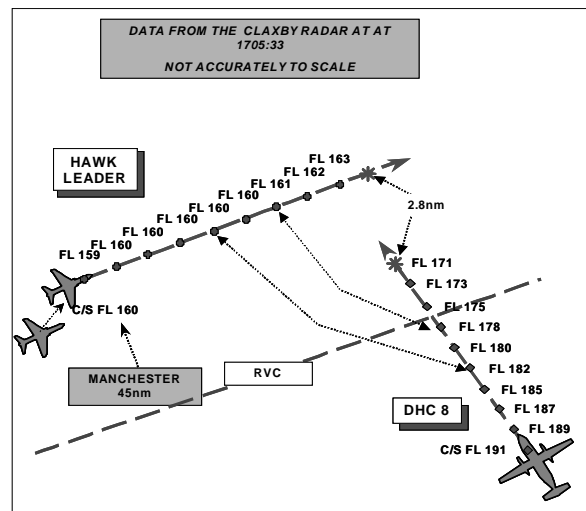 DATA FROM THE CLAXBY RADAR AT AT
1705:33
NOT ACCURATELY TO SCALE
HAWK
LEADER
FL 163
FL 162
FL 161
FL 160
FL 160
FL 160
FL 160
FL 160
FL 159
C/S FL 160
2.8nm
FL 171
FL 173
FL 175
FL 178
FL 180
FL 182
FL 185
FL 187
FL 189
C/S FL 191
MANCHESTER
45nm
RVC
DHC 8